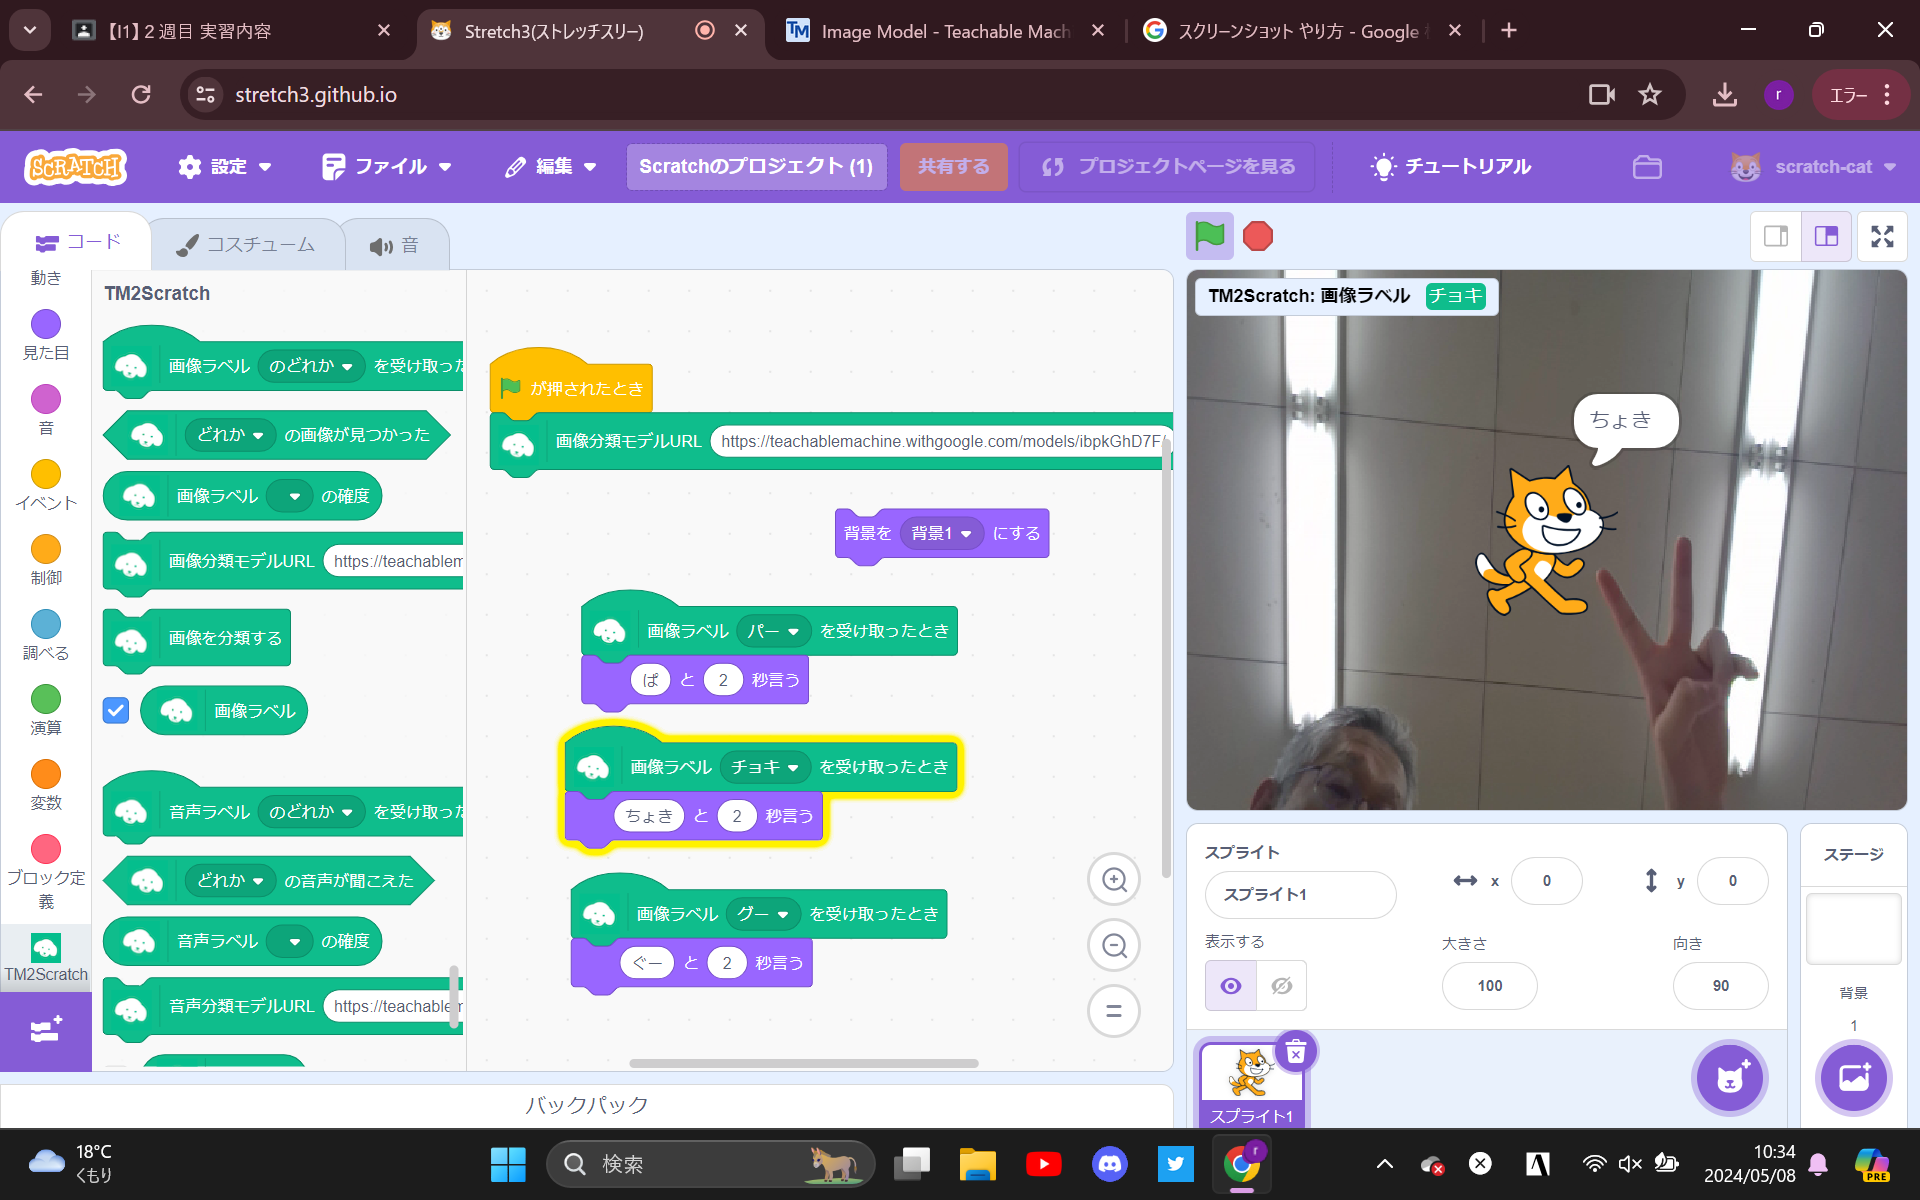 【I1】２週目 実習内容
Stretch3(ストレッチスリー)
Image Model - Teachable Mach
スクリーンショット やり方 - Google
stretch3.github.io
r
エラー
SCRATCH
設定
ファイル
編集
Scratchのプロジェクト (1)
共有する
プロジェクトページを見る
チュートリアル
scratch-cat
コード
コスチューム
音
動き
見た目
音
イベント
制御
調べる
演算
変数
ブロック定
義
TM2Scratch
TM2Scratch
画像ラベル のどれか を受け取った
どれか の画像が見つかった
画像ラベル の確度
画像分類モデルURL https://teachablem
画像を分類する
画像ラベル
音声ラベル のどれか を受け取った
どれか の音声が聞こえた
音声ラベル の確度
音声分類モデルURL https://teachable
が押されたとき
画像分類モデルURL https://teachablemachine.withgoogle.com/models/ibpkGhD7F/
背景を 背景1 にする
画像ラベル パー を受け取ったとき
ぱ と 2 秒言う
画像ラベル チョキ を受け取ったとき
ちょき と 2 秒言う
画像ラベル グー を受け取ったとき
ぐー と 2 秒言う
バックパック
TM2Scratch: 画像ラベル チョキ
ちょき
スプライト
スプライト1
x 0
y 0
表示する
大きさ
100
向き
90
スプライト1
ステージ
背景
1
18°C
くもり
検索
r
10:34
2024/05/08
PRE